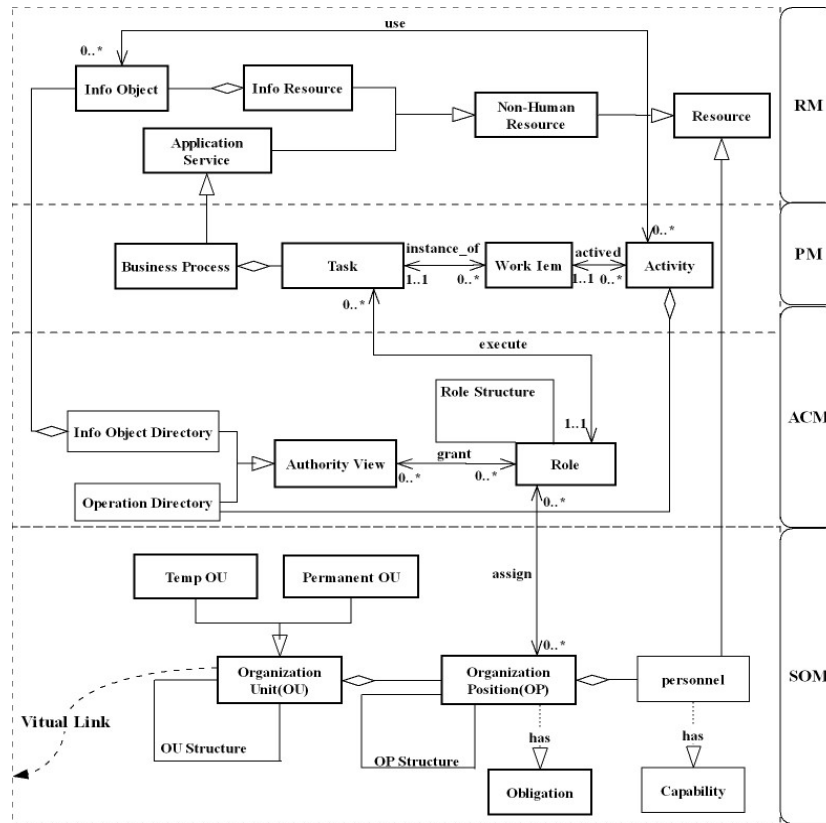 use
0..*
Info Object
Info Resource
Non-Human
Resource
Resource
RM
Application
Service
instance_of
actived
0..*
Business Process
Task
Work Iem
Activity
PM
1..1
0..*
1..1
0..*
0..*
execute
Role Structure
1..1
ACM
Info Object Directory
grant
Authority View
Role
0..*
0..*
Operation Directory
0..*
assign
Temp OU
Permanent OU
0..*
Organization
Unit(OU)
Organization
Position(OP)
personnel
SOM
Vitual Link
OU Structure
OP Structure
has
has
Obligation
Capability